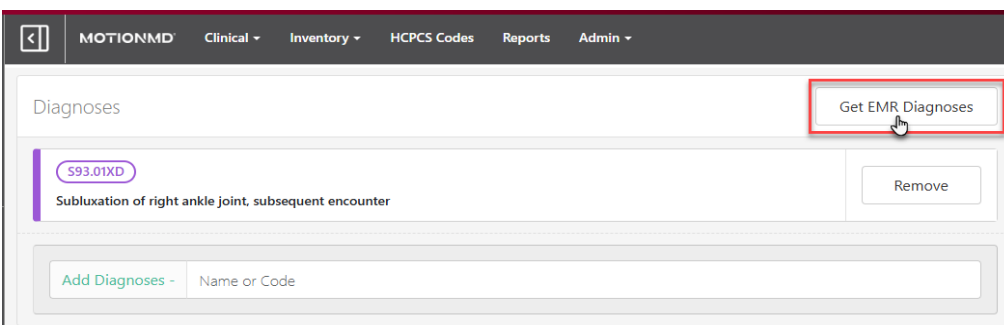 MOTIONMD Clinical Inventory HCPCS Codes Reports Admin
Diagnoses
Get EMR Diagnoses
S93.01XD
Subluxation of right ankle joint, subsequent encounter
Remove
Add Diagnoses - Name or Code